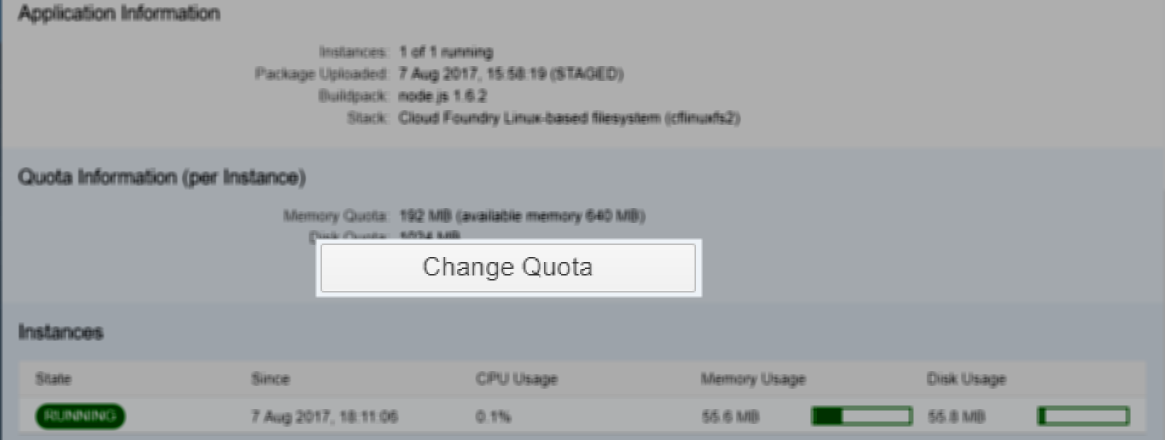 Application Information
Instances: 1 of 1 running
Package Uploaded: 7 Aug 2017, 15:58:19 (STAGED)
Buildpack: node.js 1.6.2
Stack: Cloud Foundry Linux-based filesystem (cflinuxfs2)
Quota Information (per Instance)
Memory Quota: 192 MB (available memory 640 MB)
Disk Quota: 1024 MB
Change Quota
Instances
State Since CPU Usage Memory Usage Disk Usage
RUNNING 7 Aug 2017, 18:11:06 0.1% 55.6 MB 55.8 MB